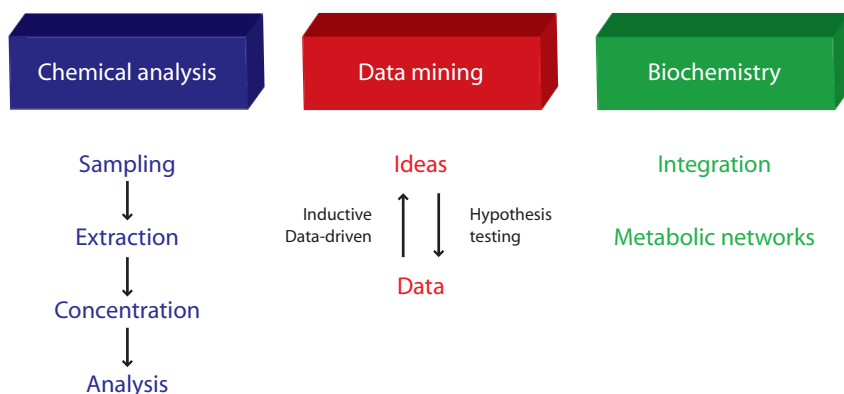 Chemical analysis
Data mining
Biochemistry
Sampling
Extraction
Concentration
Analysis
Ideas
Inductive
Data-driven
Hypothesis
testing
Data
Integration
Metabolic networks